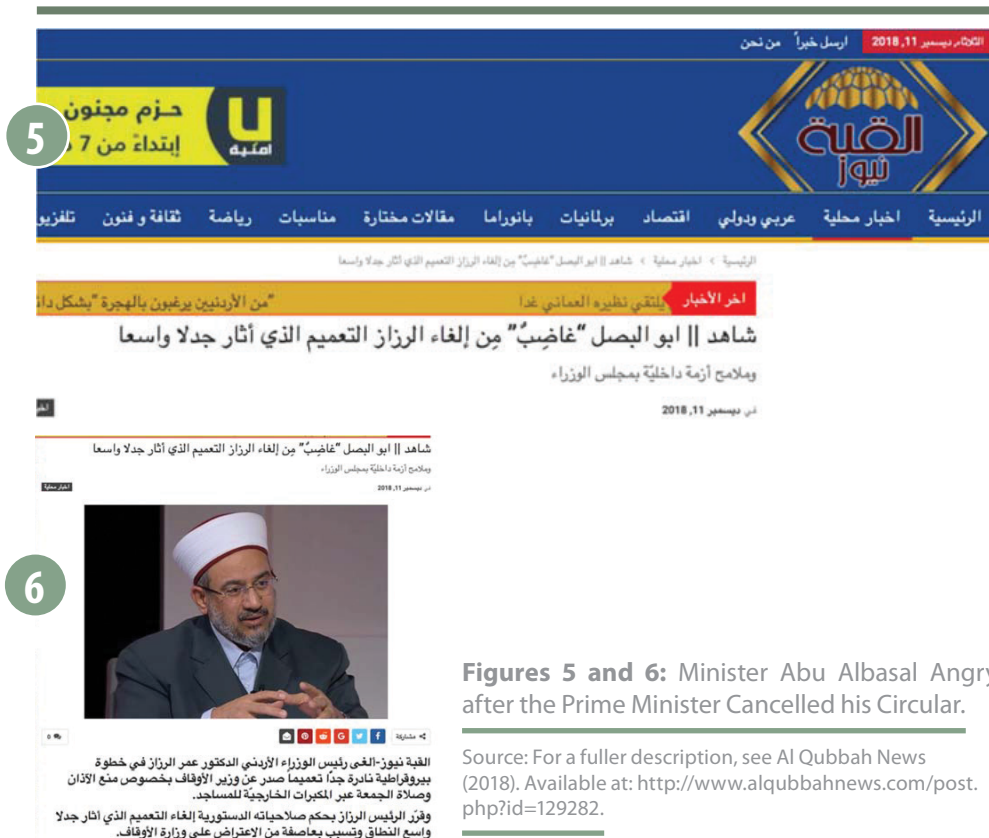 الثلاثاء, ديسمبر 11, 2018 ارسل خبراً من نحن
القبة
نيوز
حزم مجنون
إبتداءً من 7
امنية
5
الرئيسية اخبار محلية عربي ودولي اقتصاد برلمانيات بانوراما مقالات مختارة مناسبات رياضة ثقافة و فنون تلفزيو
الرئيسية > اخبار محلية > شاهد || ابو البصل "غاضِبٌ" مِن إلغاء الرزاز التعميم الذي أثار جدلا واسعا
اخر الأخبار يلتقي نظيره العماني غدا "من الأردنيين يرغبون بالهجرة "بشكل دائ
شاهد || ابو البصل "غاضِبٌ" مِن إلغاء الرزاز التعميم الذي أثار جدلا واسعا
وملامح أزمة داخليّة بمجلس الوزراء
في ديسمبر 11, 2018
شاهد || ابو البصل "غاضِبٌ" مِن إلغاء الرزاز التعميم الذي أثار جدلا واسعا
وملامح أزمة داخليّة بمجلس الوزراء
في ديسمبر 11, 2018
اخبار محلية
6
مشاركة
0
القبة نيوز-الغى رئيس الوزراء الأردني الدكتور عمر الرزاز في خطوة
بيروقراطية نادرة جدًا تعميماً صدر عن وزير الأوقاف بخصوص منع الآذان
وصلاة الجمعة عبر المكبرات الخارجيّة للمساجد.
وقرّر الرئيس الرزاز بحكم صلاحياته الدستورية إلغاء التعميم الذي أثار جدلا
واسع النطاق وتسبب بعاصفة من الإعتراض على وزارة الأوقاف.
Figures 5 and 6: Minister Abu Albasal Angry
after the Prime Minister Cancelled his Circular.
Source: For a fuller description, see Al Qubbah News
(2018). Available at: http://www.alqubbahnews.com/post.
php?id=129282.